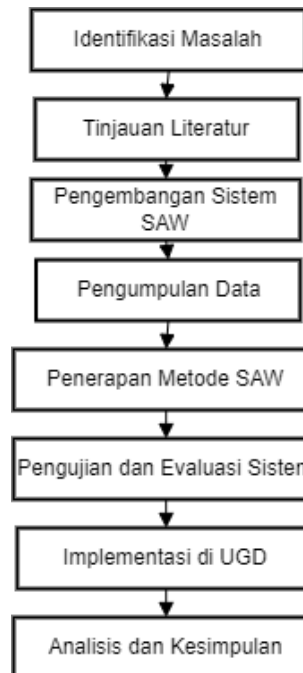 Identifikasi Masalah
Tinjauan Literatur
Pengembangan Sistem
SAW
Pengumpulan Data
Penerapan Metode SAW
Pengujian dan Evaluasi Sistem
Implementasi di UGD
Analisis dan Kesimpulan